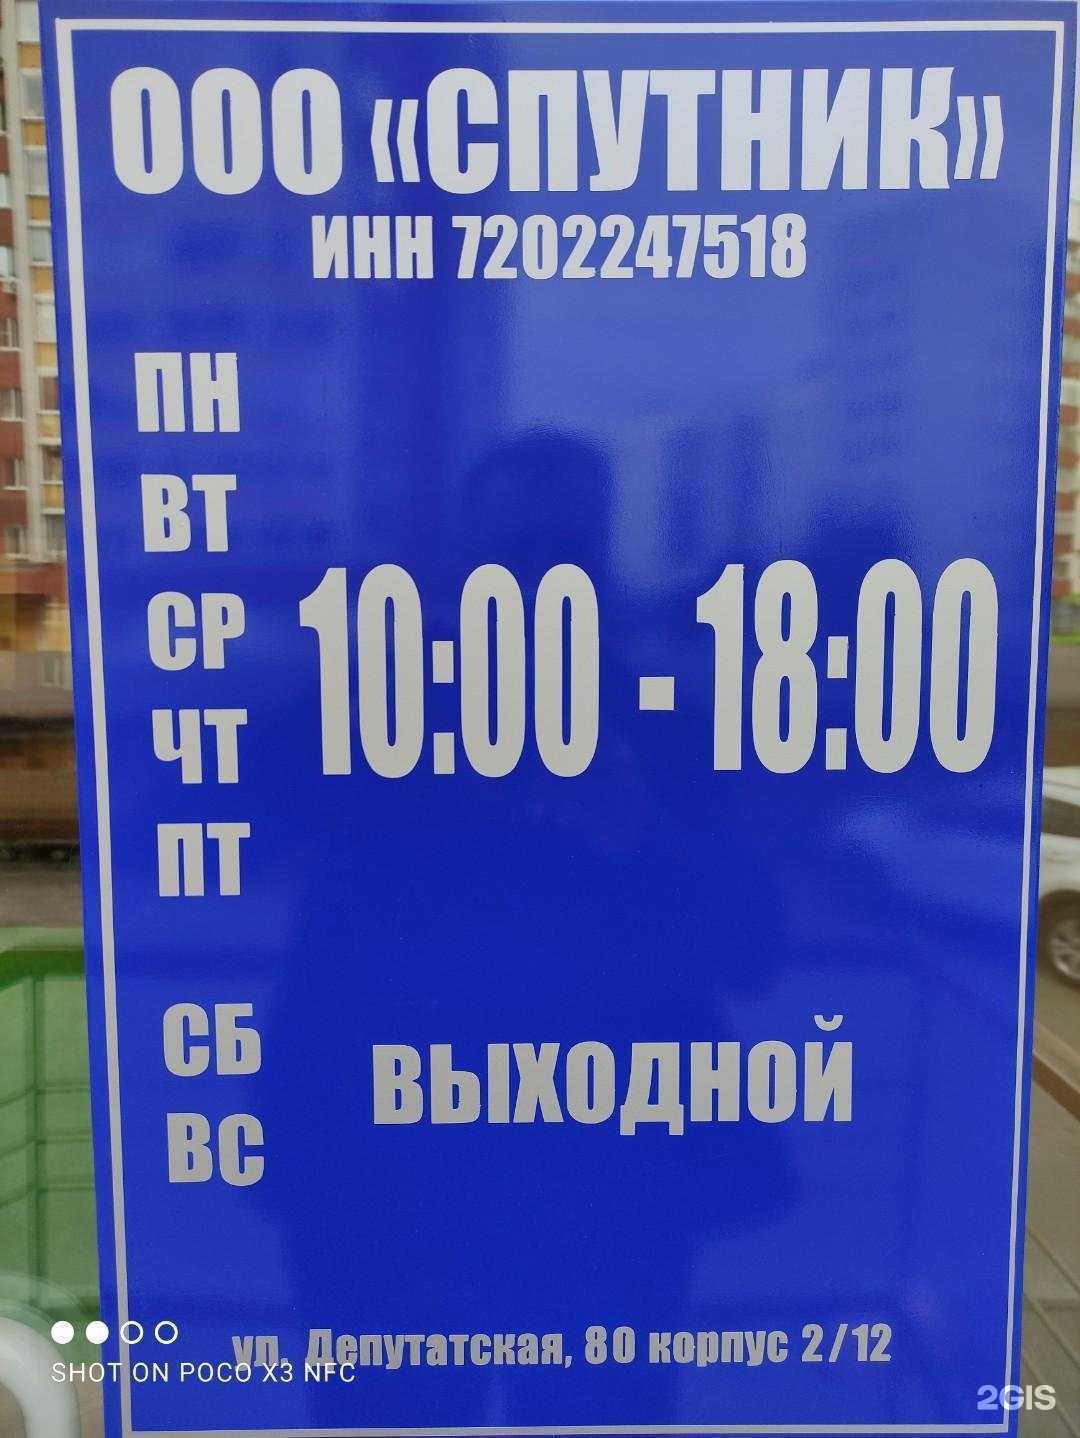 ООО «СПУТНИК»
ИНН 7202247518
ПН
ВТ
СР
10:00 - 18:00
ЧТ
ПТ
СБ
ВЫХОДНОЙ
ВС
ул. Депутатская, 80 корпус 2/12
SHOT ON POCO X3 NFC
2GIS